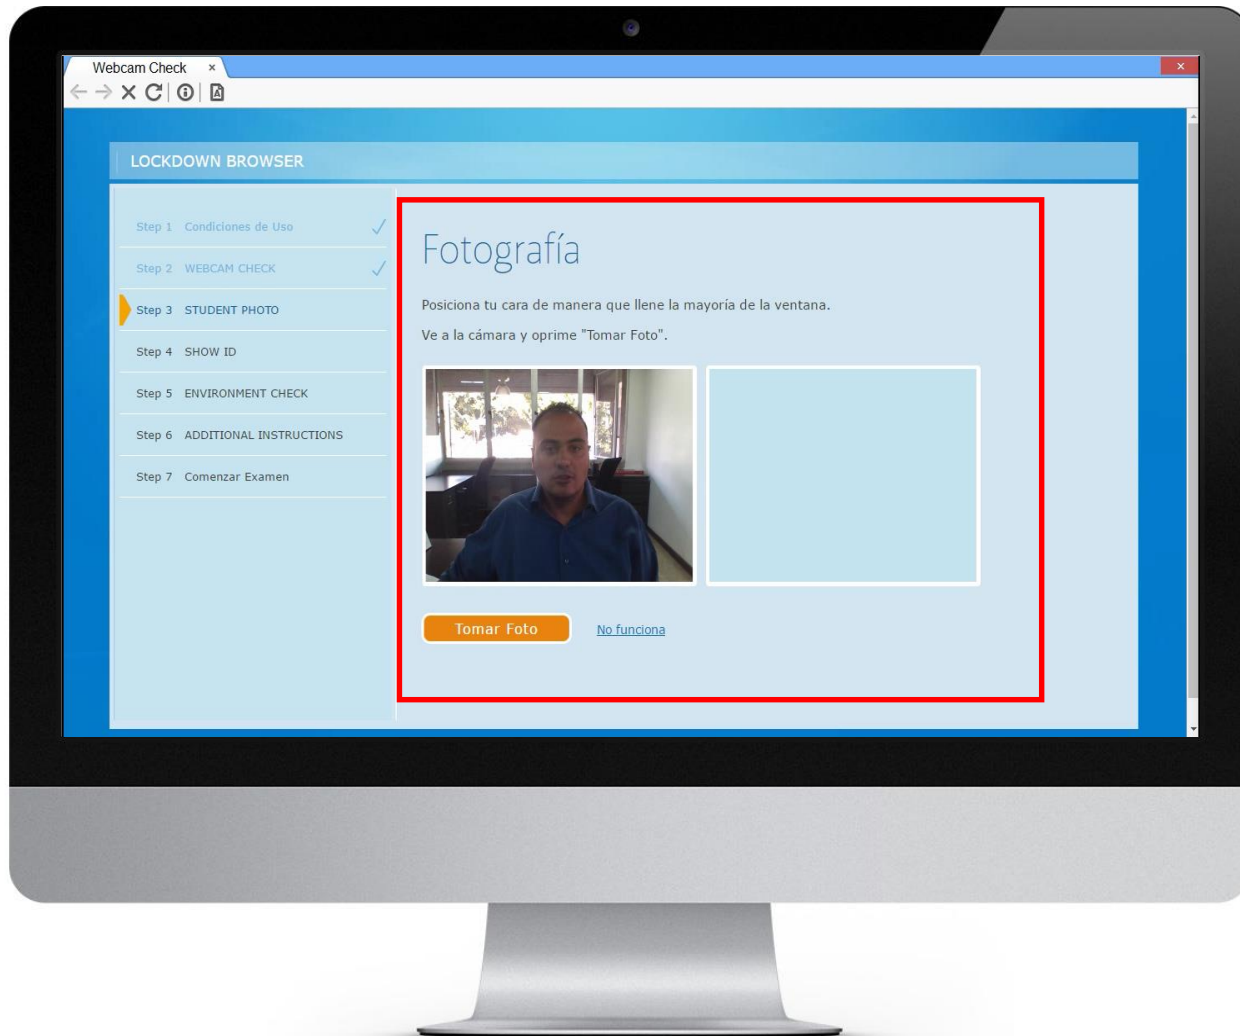 Webcam Check
LOCKDOWN BROWSER
Step 1 Condiciones de Uso
Step 2 WEBCAM CHECK
Step 3 STUDENT PHOTO
Step 4 SHOW ID
Step 5 ENVIRONMENT CHECK
Step 6 ADDITIONAL INSTRUCTIONS
Step 7 Comenzar Examen
Fotografía
Posiciona tu cara de manera que llene la mayoría de la ventana.
Ve a la cámara y oprime "Tomar Foto".
Tomar Foto
No funciona